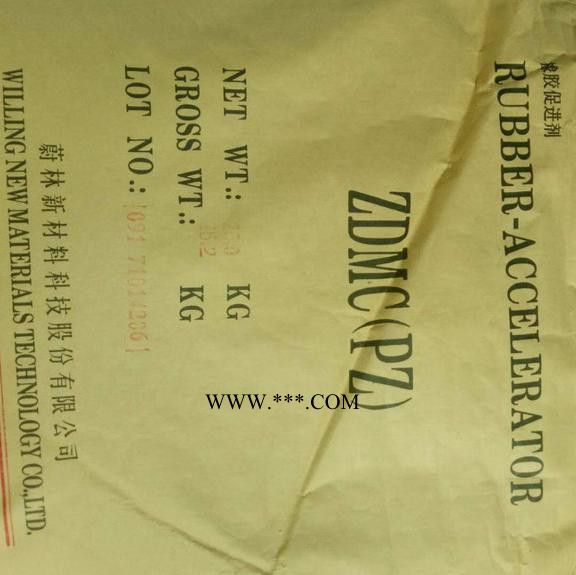 橡胶促进剂
RUBBER-ACCELERATOR
ZDMC(PZ)
NET WT.: KG
GROSS WT.: KG
LOT NO.:
蔚林新材料科技股份有限公司
WILLING NEW MATERIALS TECHNOLOGY CO.,LTD.
WWW.***.COM